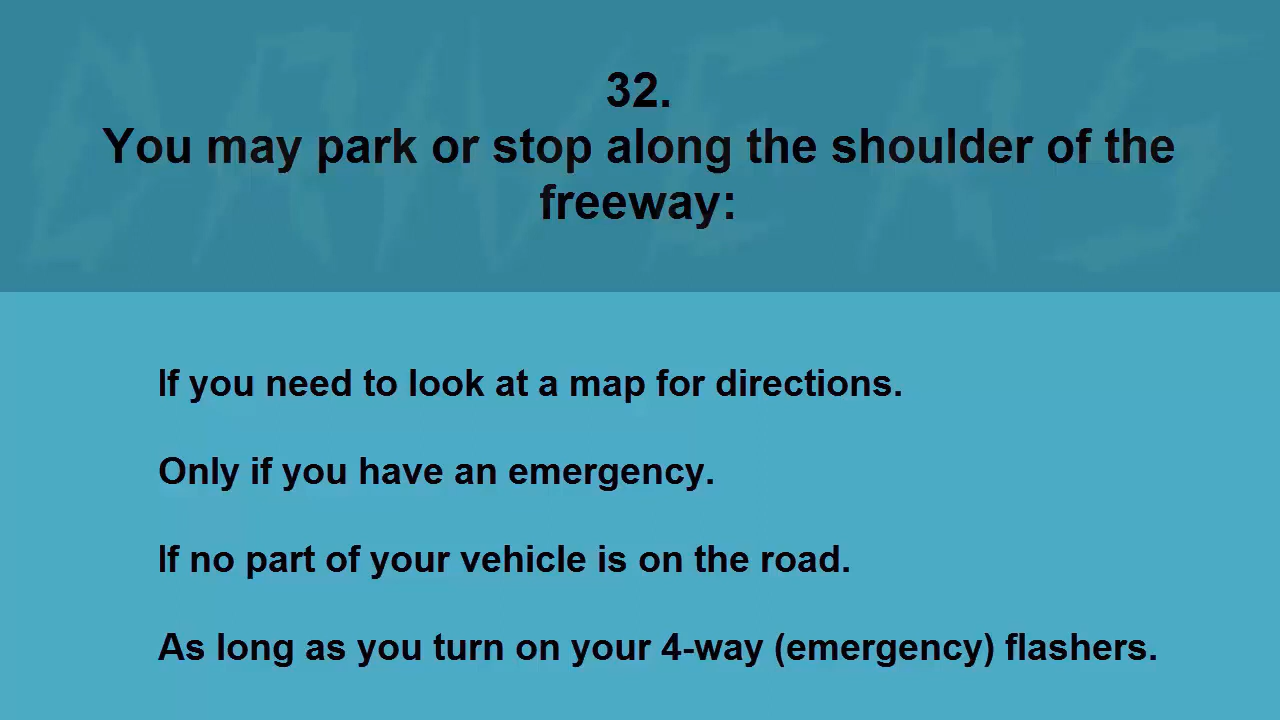 32.
You may park or stop along the shoulder of the
freeway:
If you need to look at a map for directions.
Only if you have an emergency.
If no part of your vehicle is on the road.
As long as you turn on your 4-way (emergency) flashers.